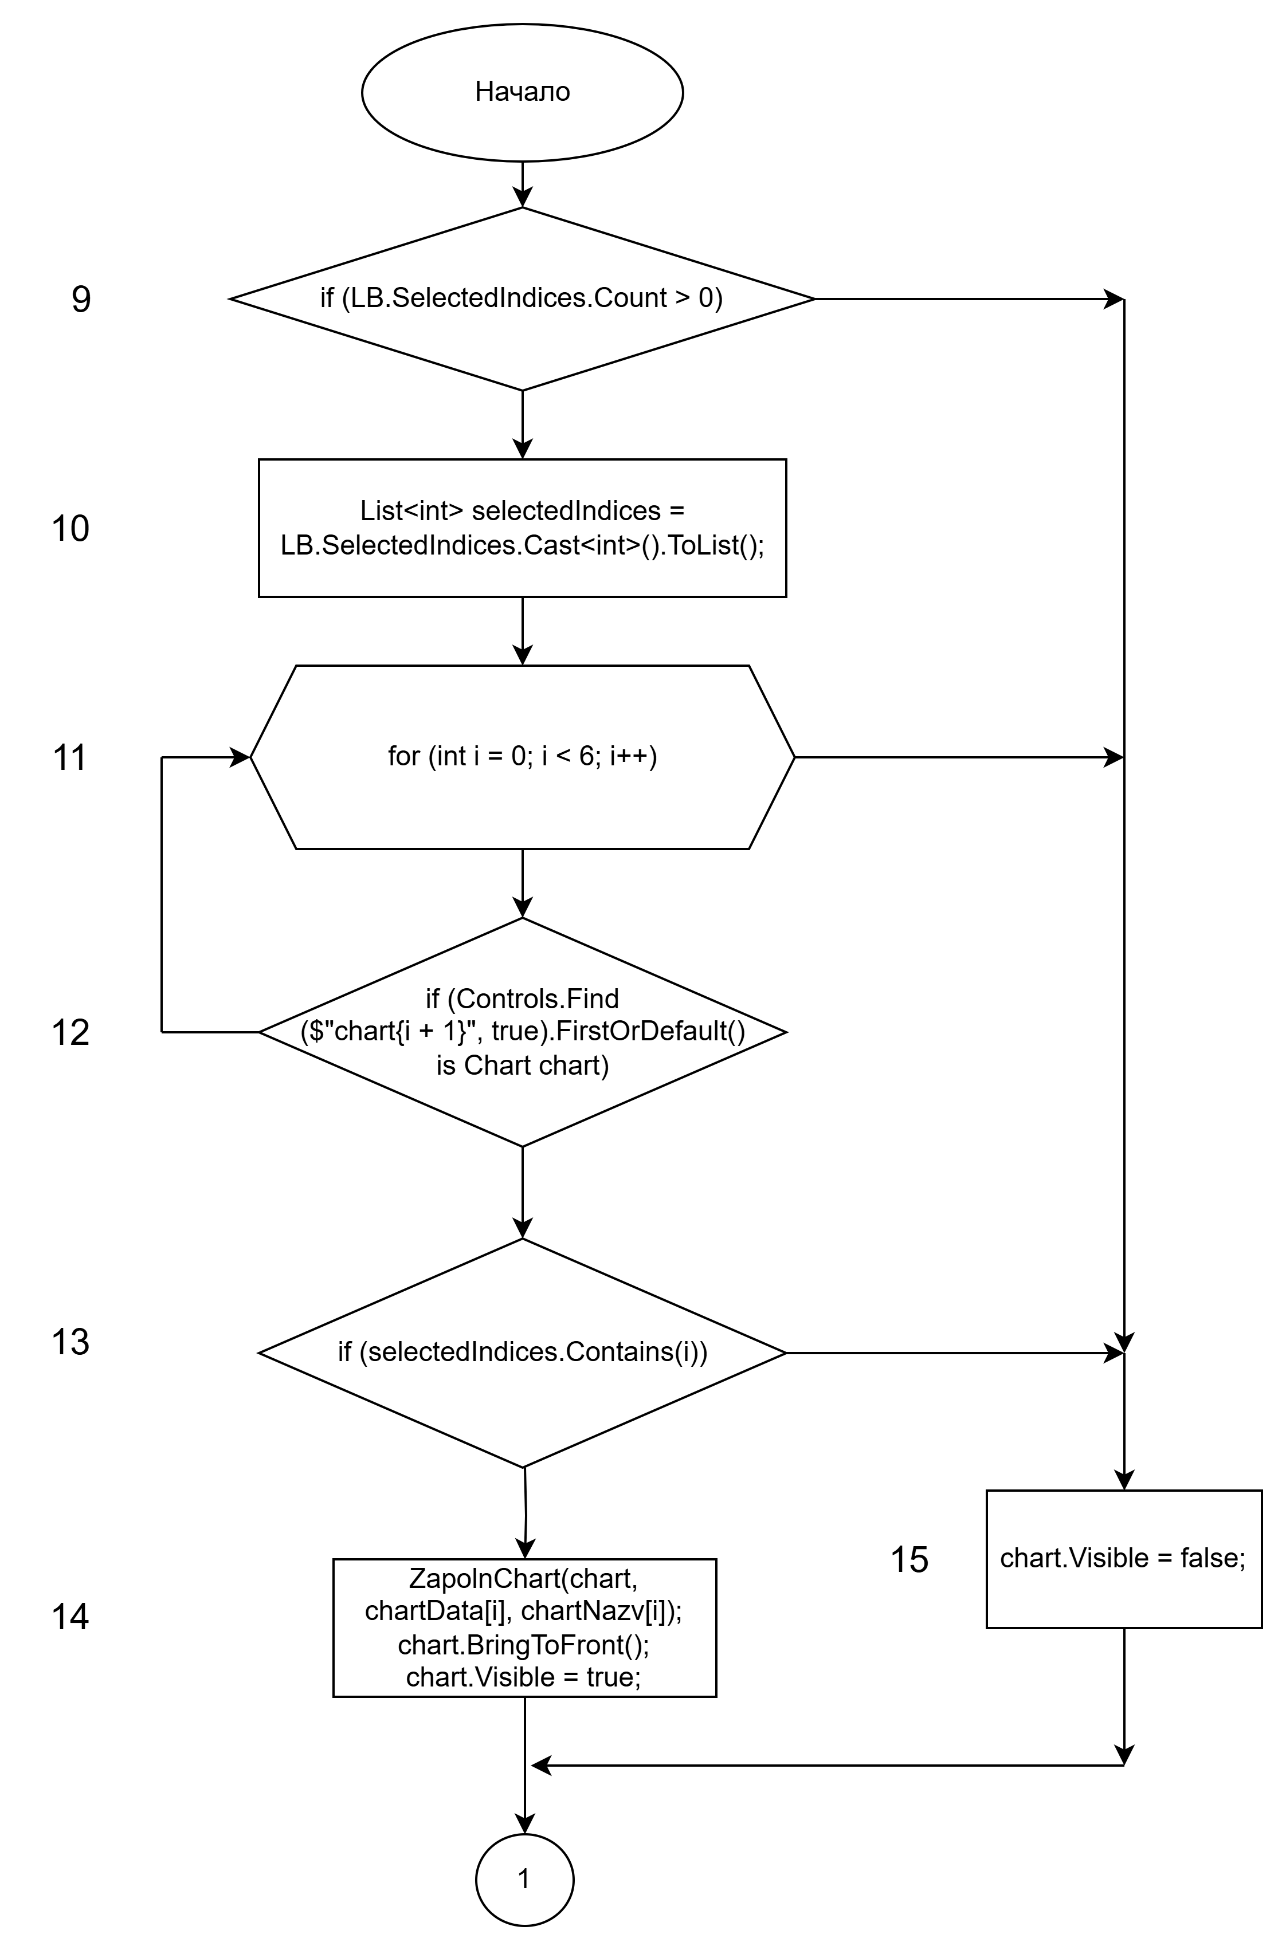 Начало
9
if (LB.SelectedIndices.Count > 0)
10
List<int> selectedIndices =
LB.SelectedIndices.Cast<int>().ToList();
11
for (int i = 0; i < 6; i++)
12
if (Controls.Find
($"chart{i + 1}", true).FirstOrDefault()
is Chart chart)
13
if (selectedIndices.Contains(i))
14
ZapolnChart(chart,
chartData[i], chartNazv[i]);
chart.BringToFront();
chart.Visible = true;
15
chart.Visible = false;
1